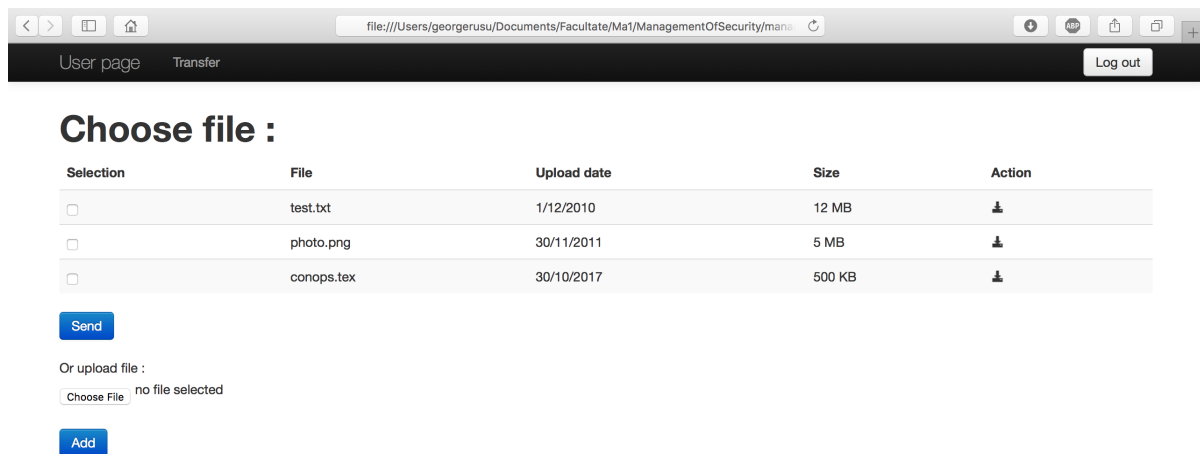 file:///Users/georgerusu/Documents/Facultate/Ma1/ManagementOfSecurity/mana
ABP
User page Transfer Log out
Choose file :
Selection File Upload date Size Action
test.txt 1/12/2010 12 MB
photo.png 30/11/2011 5 MB
conops.tex 30/10/2017 500 KB
Send
Or upload file :
Choose File no file selected
Add